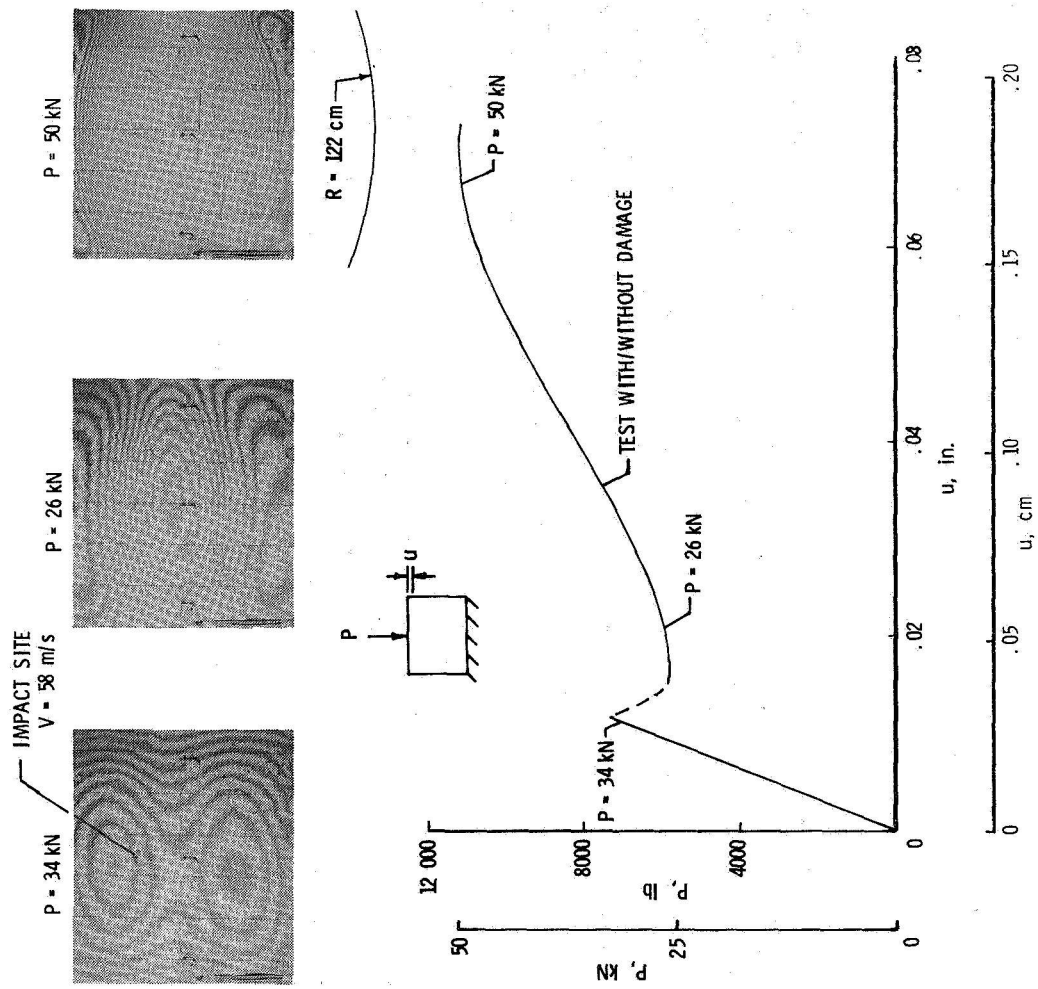 IMPACT SITE
V = 58 m/s
P = 34 kN
P = 26 kN
P = 50 kN
R = 122 cm
P
u
P = 34 kN
P = 26 kN
TEST WITH/WITHOUT DAMAGE
P = 50 kN
50
25
0
P, kN
12 000
8000
4000
0
P, lb
0
.02
.04
.06
.08
u, in.
0
.05
.10
.15
.20
u, cm